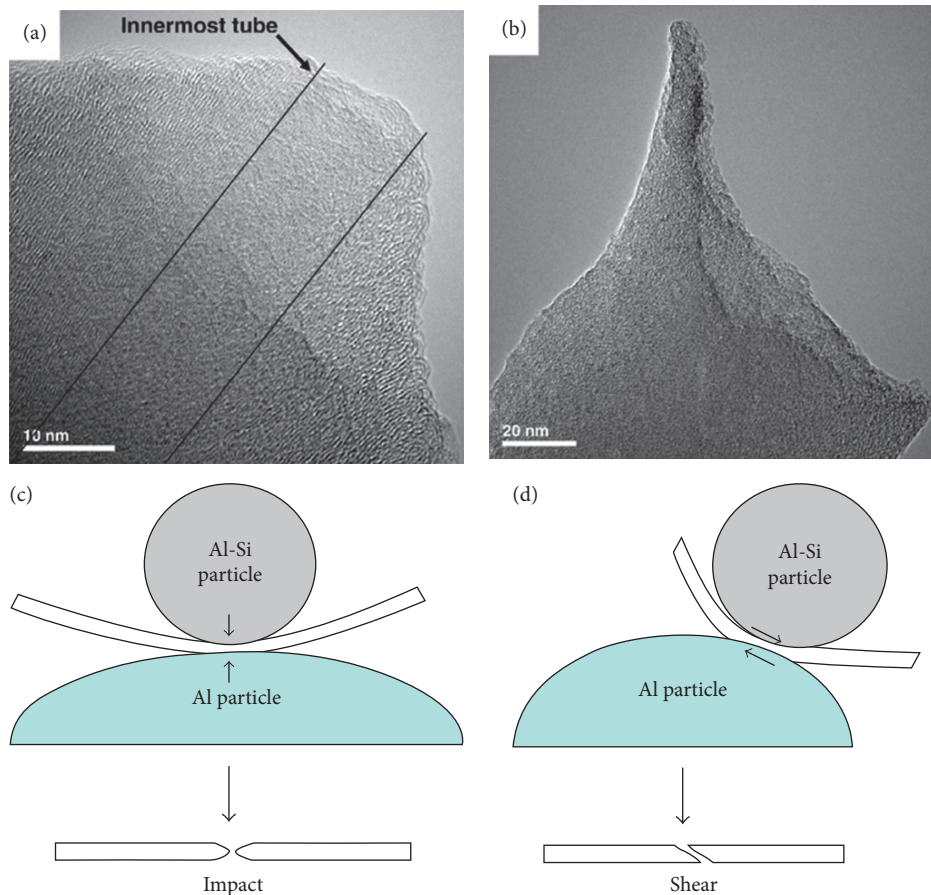 (a)
Innermost tube
10 nm
(b)
20 nm
(c)
Al-Si
particle
Al particle
Impact
(d)
Al-Si
particle
Al particle
Shear